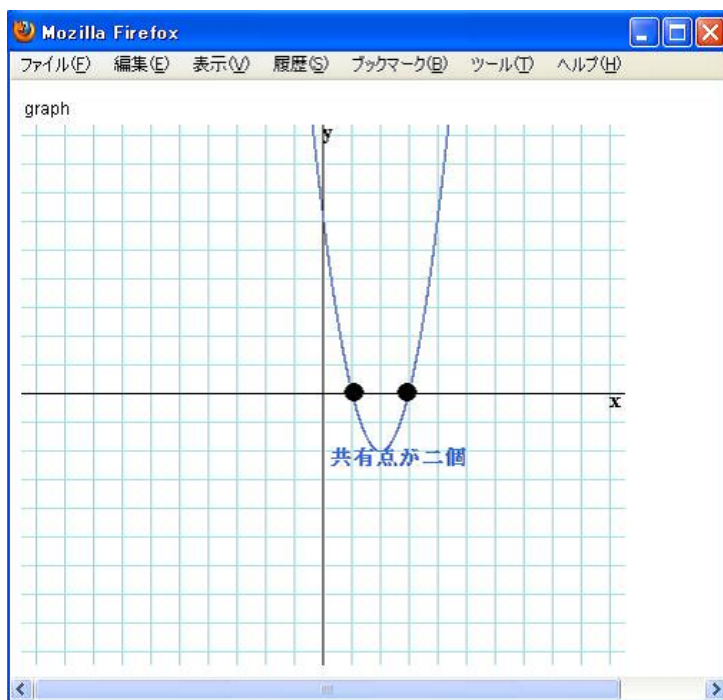 Mozilla Firefox
ファイル(F) 編集(E) 表示(V) 履歴(S) ブックマーク(B) ツール(T) ヘルプ(H)
graph
y
x
共有点が二個